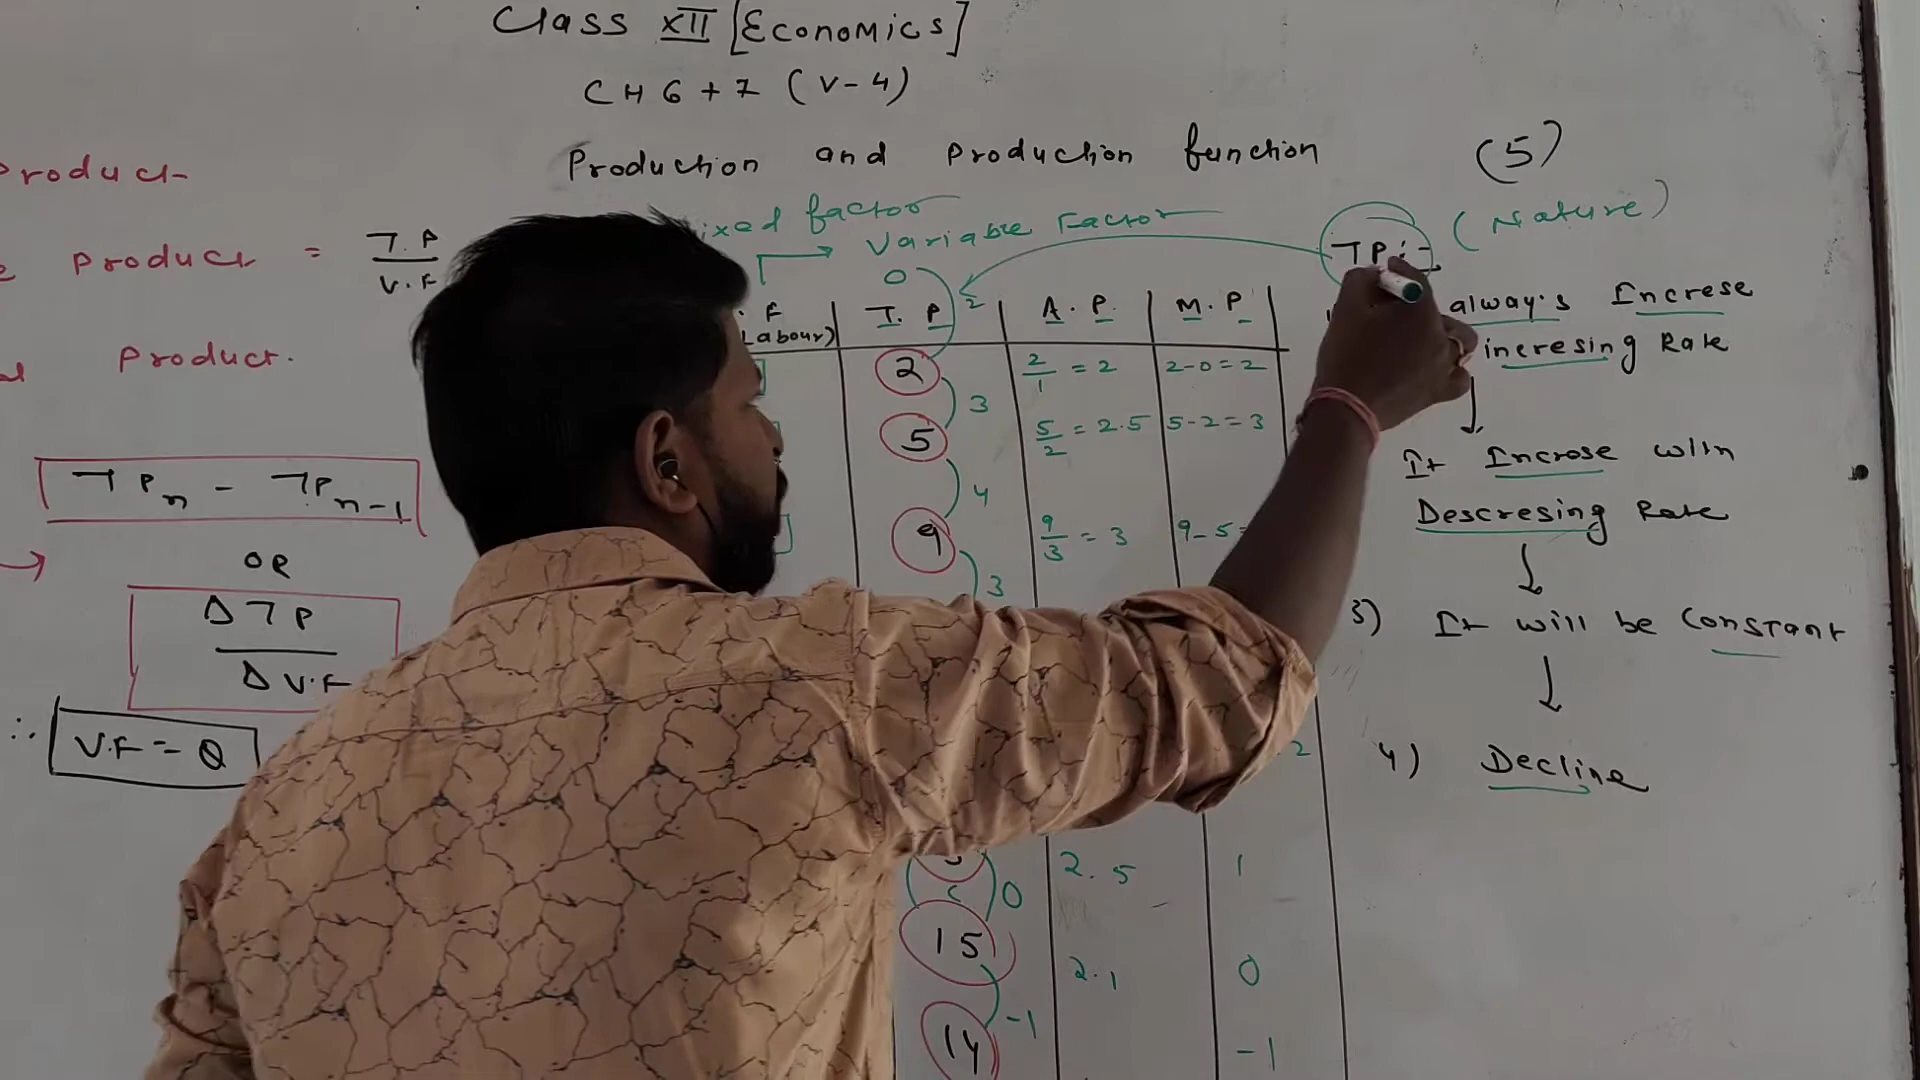 Class XII [Economics]
CH 6 + 7 (V-4)
Production and Production function
(5)
Product
Product = T.P
V.F
Product.
TPn - TPn-1
OR
Δ TP
Δ V.F
∴ V.F = Q
ixed factor
Variable Factor
0
2
F
Labour)
T. P
A. P.
M. P
2
2/1 = 2
2-0=2
3
5
5/2 = 2.5
5-2=3
4
9
9/3 = 3
9-5=
3
2
2.5
1
0
15
2.1
0
-1
14
-1
TP:-
(Nature)
always Increse
incresing Rate
↓
It Increse with
Descresing Rate
↓
3) It will be Constant
↓
4) Decline